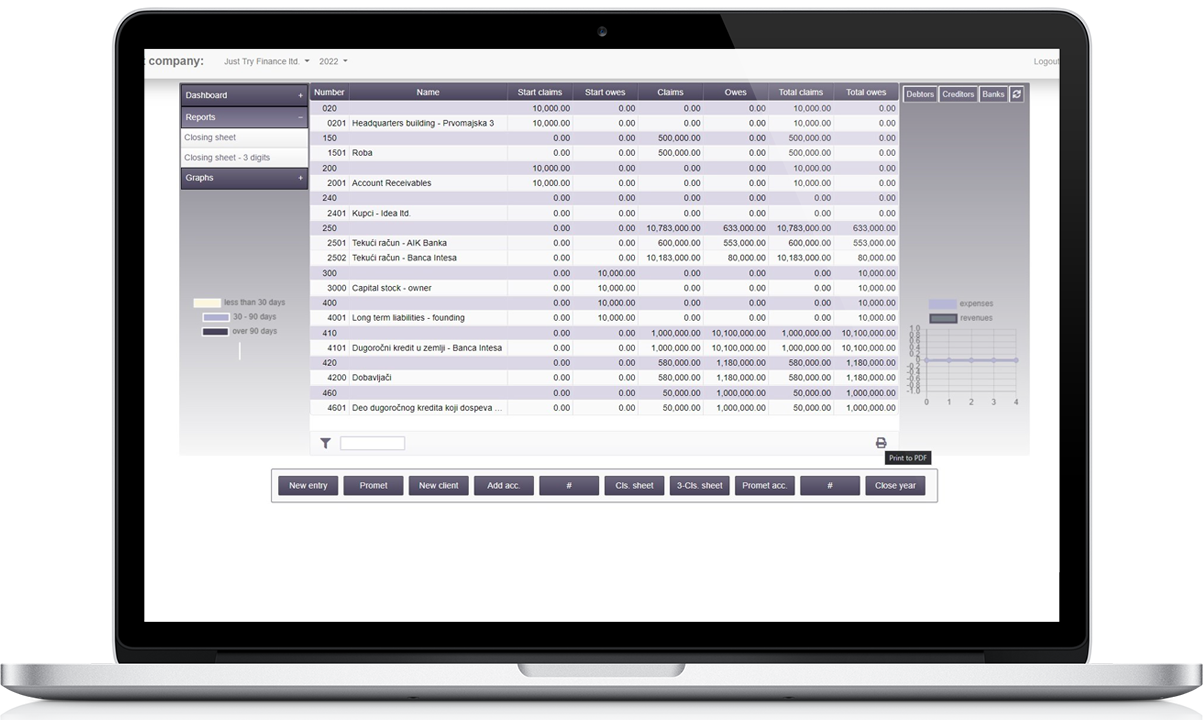 company:
Just Try Finance ltd.
2022
Logout
Dashboard +
Reports −
Closing sheet
Closing sheet - 3 digits
Graphs +
less than 30 days
30 - 90 days
over 90 days
Number Name Start claims Start owes Claims Owes Total claims Total owes
020 10,000.00 0.00 0.00 0.00 10,000.00 0.00
0201 Headquarters building - Prvomajska 3 10,000.00 0.00 0.00 0.00 10,000.00 0.00
150 0.00 0.00 500,000.00 0.00 500,000.00 0.00
1501 Roba 0.00 0.00 500,000.00 0.00 500,000.00 0.00
200 10,000.00 0.00 0.00 0.00 10,000.00 0.00
2001 Account Receivables 10,000.00 0.00 0.00 0.00 10,000.00 0.00
240 0.00 0.00 0.00 0.00 0.00 0.00
2401 Kupci - Idea ltd. 0.00 0.00 0.00 0.00 0.00 0.00
250 0.00 0.00 10,783,000.00 633,000.00 10,783,000.00 633,000.00
2501 Tekući račun - AIK Banka 0.00 0.00 600,000.00 553,000.00 600,000.00 553,000.00
2502 Tekući račun - Banca Intesa 0.00 0.00 10,183,000.00 80,000.00 10,183,000.00 80,000.00
300 0.00 10,000.00 0.00 0.00 0.00 10,000.00
3000 Capital stock - owner 0.00 10,000.00 0.00 0.00 0.00 10,000.00
400 0.00 10,000.00 0.00 0.00 0.00 10,000.00
4001 Long term liabilities - founding 0.00 10,000.00 0.00 0.00 0.00 10,000.00
410 0.00 0.00 1,000,000.00 10,100,000.00 1,000,000.00 10,100,000.00
4101 Dugoročni kredit u zemlji - Banca Intesa 0.00 0.00 1,000,000.00 10,100,000.00 1,000,000.00 10,100,000.00
420 0.00 0.00 580,000.00 1,180,000.00 580,000.00 1,180,000.00
4200 Dobavljači 0.00 0.00 580,000.00 1,180,000.00 580,000.00 1,180,000.00
460 0.00 0.00 50,000.00 1,000,000.00 50,000.00 1,000,000.00
4601 Deo dugoročnog kredita koji dospeva ... 0.00 0.00 50,000.00 1,000,000.00 50,000.00 1,000,000.00
Debtors Creditors Banks
expenses
revenues
1.0
0.8
0.6
0.4
0.2
0
-0.2
-0.4
-0.6
-0.8
-1.0
0 1 2 3 4
Print to PDF
New entry Promet New client Add acc. # Cls. sheet 3-Cls. sheet Promet acc. # Close year